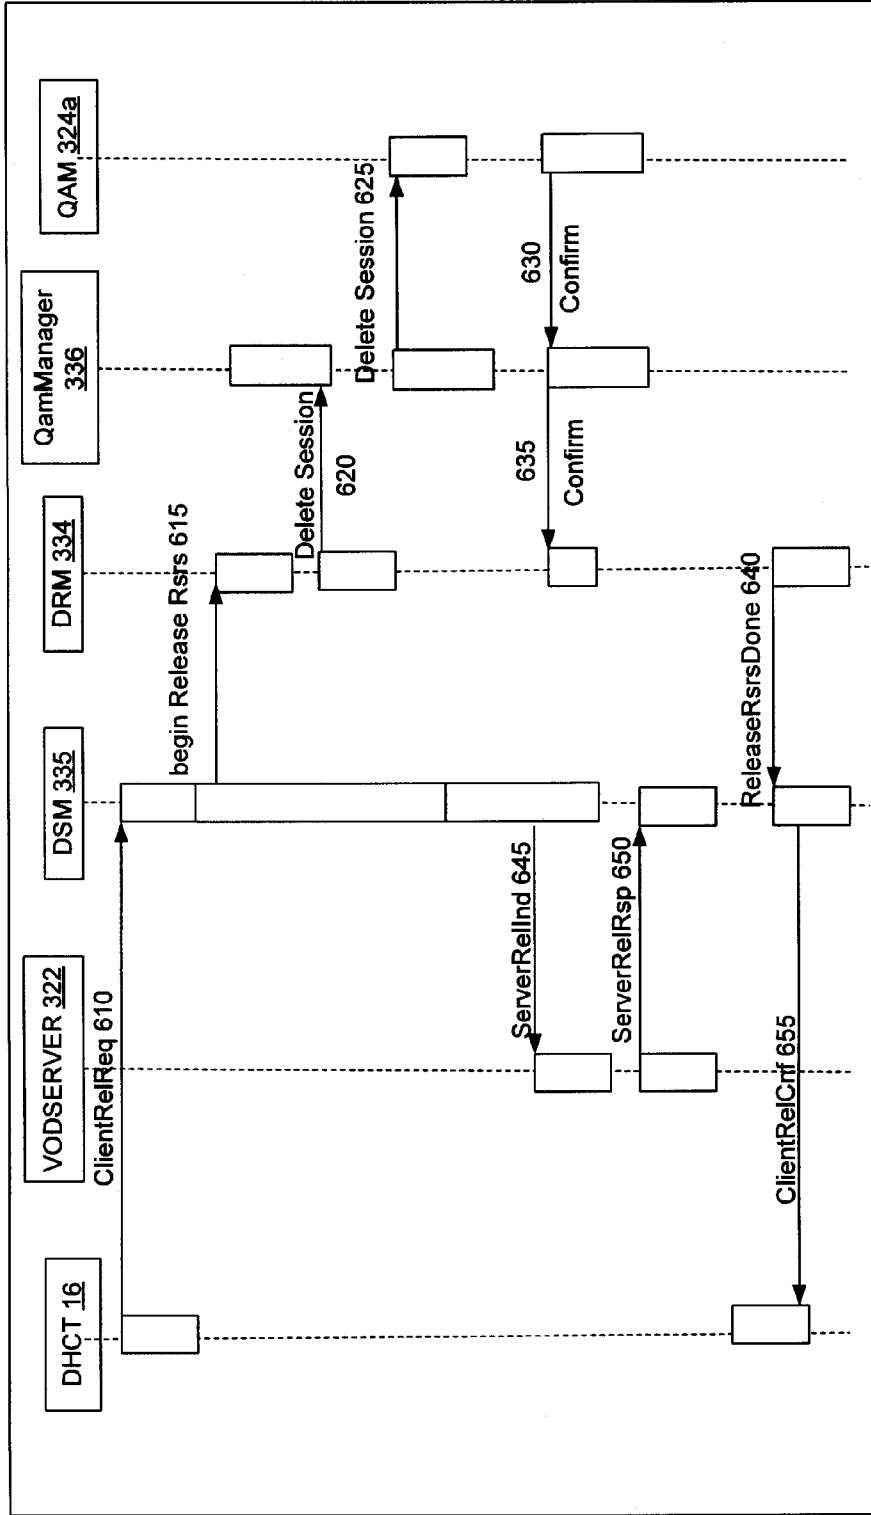 DHCT 16
VODSERVER 322
DSM 335
DRM 334
QamManager
336
QAM 324a
ClientRelReq 610
begin Release Rsrs 615
Delete Session
620
Delete Session 625
630
Confirm
635
Confirm
ServerRelInd 645
ServerRelRsp 650
ReleaseRsrsDone 640
ClientRelCnf 655